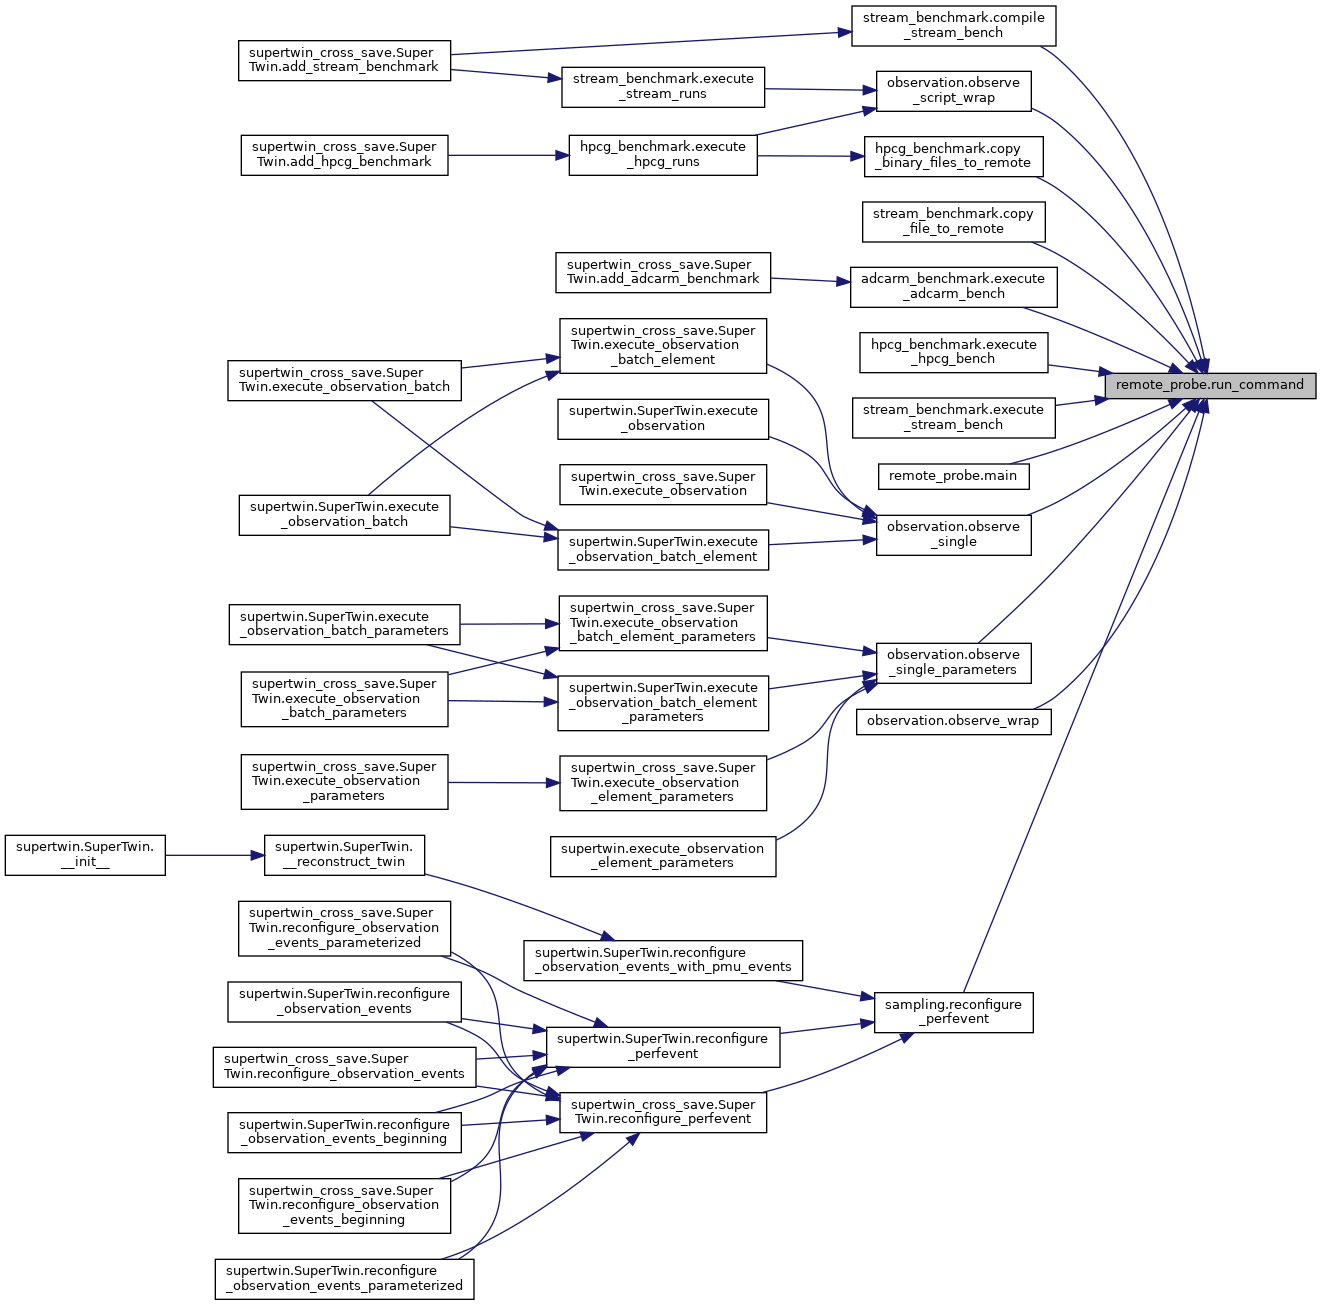 stream_benchmark.compile
_stream_bench
supertwin_cross_save.Super
Twin.add_stream_benchmark
stream_benchmark.execute
_stream_runs
observation.observe
_script_wrap
supertwin_cross_save.Super
Twin.add_hpcg_benchmark
hpcg_benchmark.execute
_hpcg_runs
hpcg_benchmark.copy
_binary_files_to_remote
stream_benchmark.copy
_file_to_remote
supertwin_cross_save.Super
Twin.add_adcarm_benchmark
adcarm_benchmark.execute
_adcarm_bench
supertwin_cross_save.Super
Twin.execute_observation
_batch_element
hpcg_benchmark.execute
_hpcg_bench
supertwin_cross_save.Super
Twin.execute_observation_batch
remote_probe.run_command
supertwin.SuperTwin.execute
_observation
stream_benchmark.execute
_stream_bench
supertwin_cross_save.Super
Twin.execute_observation
remote_probe.main
supertwin.SuperTwin.execute
_observation_batch
supertwin.SuperTwin.execute
_observation_batch_element
observation.observe
_single
supertwin.SuperTwin.execute
_observation_batch_parameters
supertwin_cross_save.Super
Twin.execute_observation
_batch_element_parameters
observation.observe
_single_parameters
supertwin_cross_save.Super
Twin.execute_observation
_batch_parameters
supertwin.SuperTwin.execute
_observation_batch_element
_parameters
observation.observe_wrap
supertwin_cross_save.Super
Twin.execute_observation
_parameters
supertwin_cross_save.Super
Twin.execute_observation
_element_parameters
supertwin.SuperTwin.
__init__
supertwin.SuperTwin.
__reconstruct_twin
supertwin.execute_observation
_element_parameters
supertwin_cross_save.Super
Twin.reconfigure_observation
_events_parameterized
supertwin.SuperTwin.reconfigure
_observation_events_with_pmu_events
supertwin.SuperTwin.reconfigure
_observation_events
sampling.reconfigure
_perfevent
supertwin.SuperTwin.reconfigure
_perfevent
supertwin_cross_save.Super
Twin.reconfigure_observation_events
supertwin_cross_save.Super
Twin.reconfigure_perfevent
supertwin.SuperTwin.reconfigure
_observation_events_beginning
supertwin_cross_save.Super
Twin.reconfigure_observation
_events_beginning
supertwin.SuperTwin.reconfigure
_observation_events_parameterized